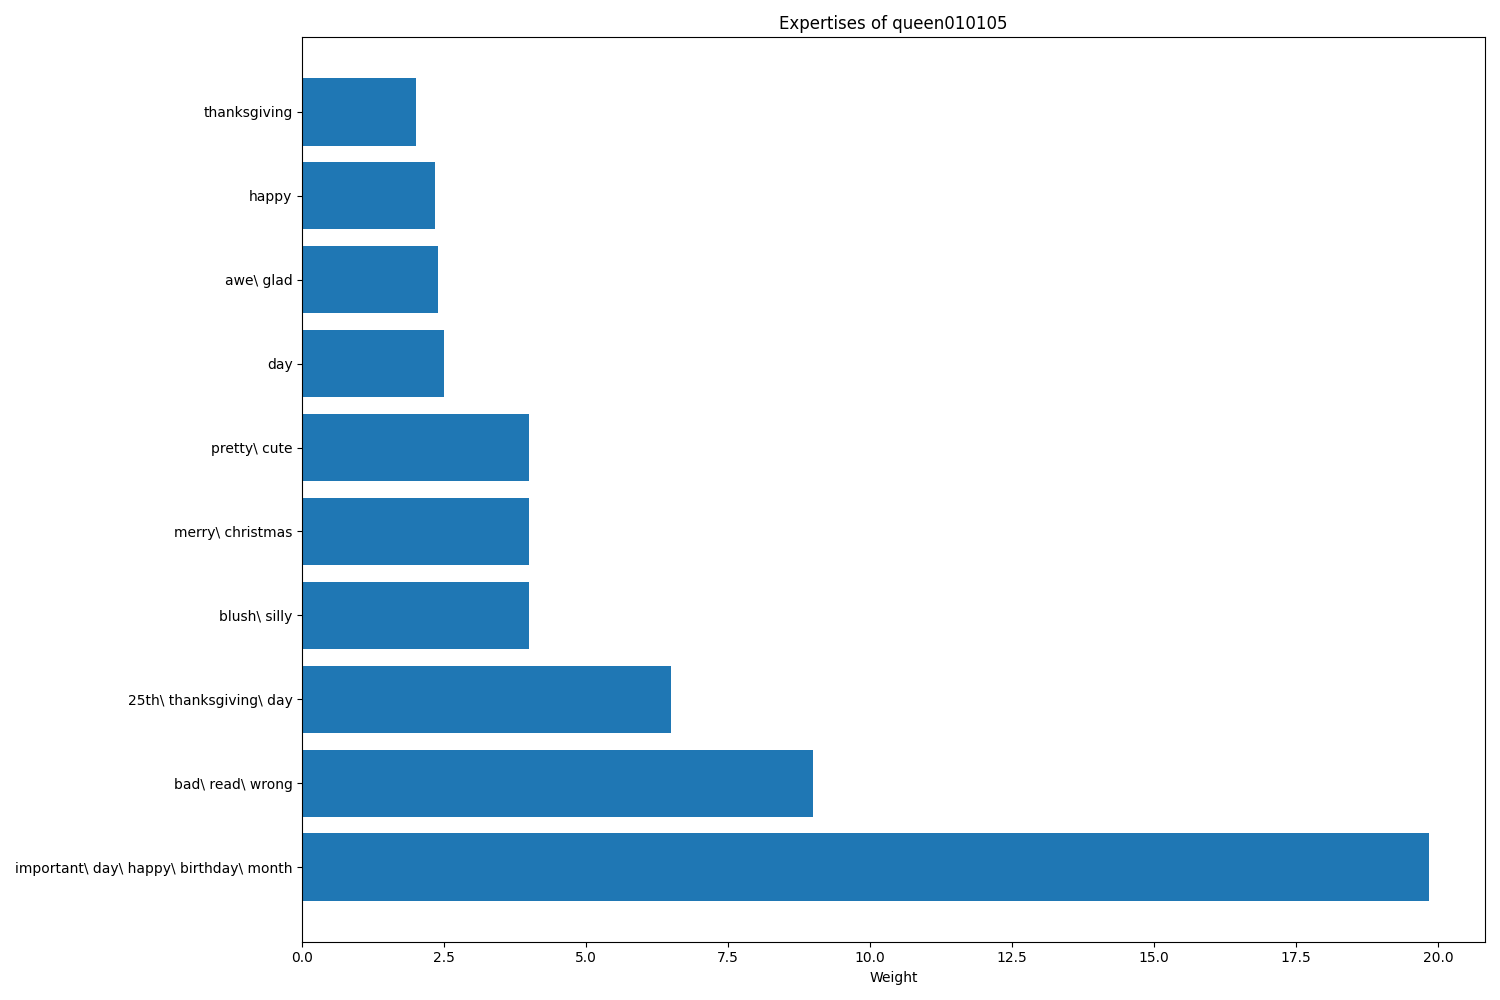 Expertises of queen010105
thanksgiving
happy
awe\ glad
day
pretty\ cute
merry\ christmas
blush\ silly
25th\ thanksgiving\ day
bad\ read\ wrong
important\ day\ happy\ birthday\ month
0.0 2.5 5.0 7.5 10.0 12.5 15.0 17.5 20.0
Weight